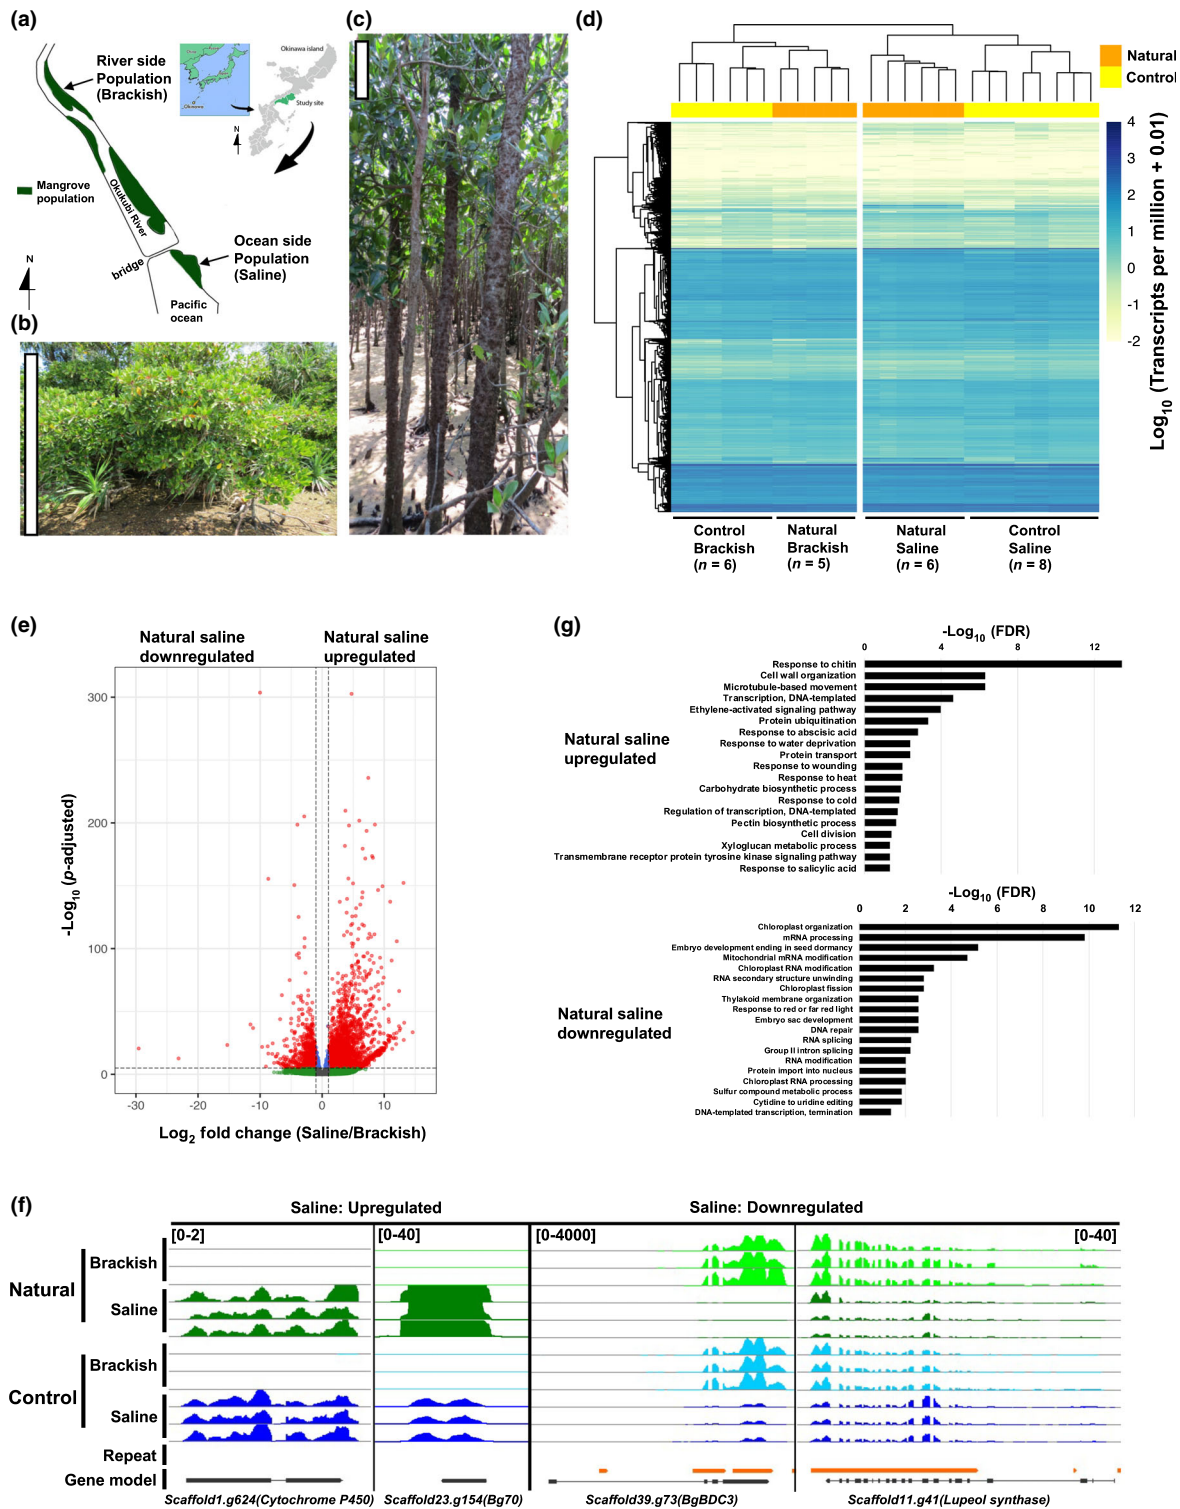 (a)
River side
Population
(Brackish)
Okinawa
Okinawa island
Study site
N
Mangrove
population
Okukubi River
Ocean side
Population
(Saline)
N
bridge
Pacific
ocean
(b)
(c)
(d)
Natural
Control
4
3
2
1
0
-1
-2
Log10 (Transcripts per million + 0.01)
Control
Brackish
(n = 6)
Natural
Brackish
(n = 5)
Natural
Saline
(n = 6)
Control
Saline
(n = 8)
(e)
Natural saline
downregulated
Natural saline
upregulated
300
200
100
0
-Log10 (p-adjusted)
-30
-20
-10
0
10
Log2 fold change (Saline/Brackish)
(g)
-Log10 (FDR)
0
4
8
12
Natural saline
upregulated
Response to chitin
Cell wall organization
Microtubule-based movement
Transcription, DNA-templated
Ethylene-activated signaling pathway
Protein ubiquitination
Response to abscisic acid
Response to water deprivation
Protein transport
Response to wounding
Response to heat
Carbohydrate biosynthetic process
Response to cold
Regulation of transcription, DNA-templated
Pectin biosynthetic process
Cell division
Xyloglucan metabolic process
Transmembrane receptor protein tyrosine kinase signaling pathway
Response to salicylic acid
-Log10 (FDR)
0
2
4
6
8
10
12
Natural saline
downregulated
Chloroplast organization
mRNA processing
Embryo development ending in seed dormancy
Mitochondrial mRNA modification
Chloroplast RNA modification
RNA secondary structure unwinding
Chloroplast fission
Thylakoid membrane organization
Response to red or far red light
Embryo sac development
DNA repair
RNA splicing
Group II intron splicing
RNA modification
Protein import into nucleus
Chloroplast RNA processing
Sulfur compound metabolic process
Cytidine to uridine editing
DNA-templated transcription, termination
(f)
Saline: Upregulated
Saline: Downregulated
[0-2]
[0-40]
[0-4000]
[0-40]
Natural
Brackish
Saline
Control
Brackish
Saline
Repeat
Gene model
Scaffold1.g624(Cytochrome P450)
Scaffold23.g154(Bg70)
Scaffold39.g73(BgBDC3)
Scaffold11.g41(Lupeol synthase)